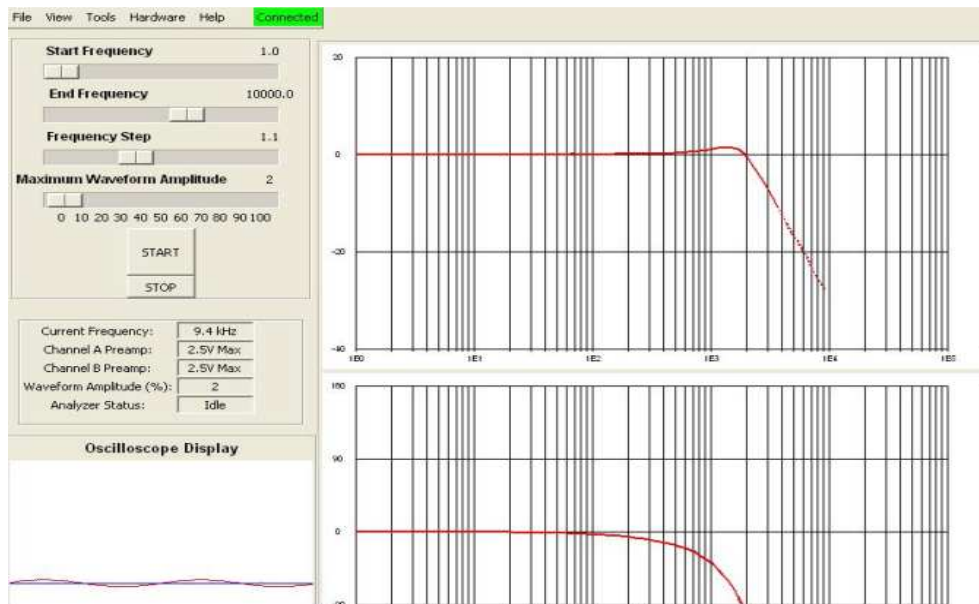 File View Tools Hardware Help Connected
Start Frequency 1.0
End Frequency 10000.0
Frequency Step 1.1
Maximum Waveform Amplitude 2
0 10 20 30 40 50 60 70 80 90 100
START
STOP
Current Frequency: 9.4 kHz
Channel A Preamp: 2.5V Max
Channel B Preamp: 2.5V Max
Waveform Amplitude (%): 2
Analyzer Status: Idle
Oscilloscope Display
20
0
-20
-40
1E0 1E1 1E2 1E3 1E4 1E5
180
90
0